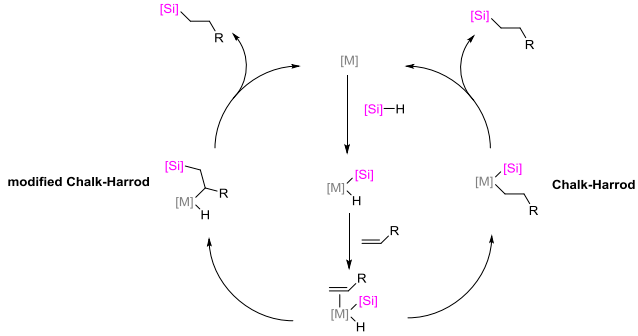 [Si]
R
[Si]
R
[M]
[Si]—H
[Si]
[M]
R
H
modified Chalk-Harrod
[Si]
[M]
H
[Si]
[M]
R
Chalk-Harrod
R
R
[Si]
[M]
H